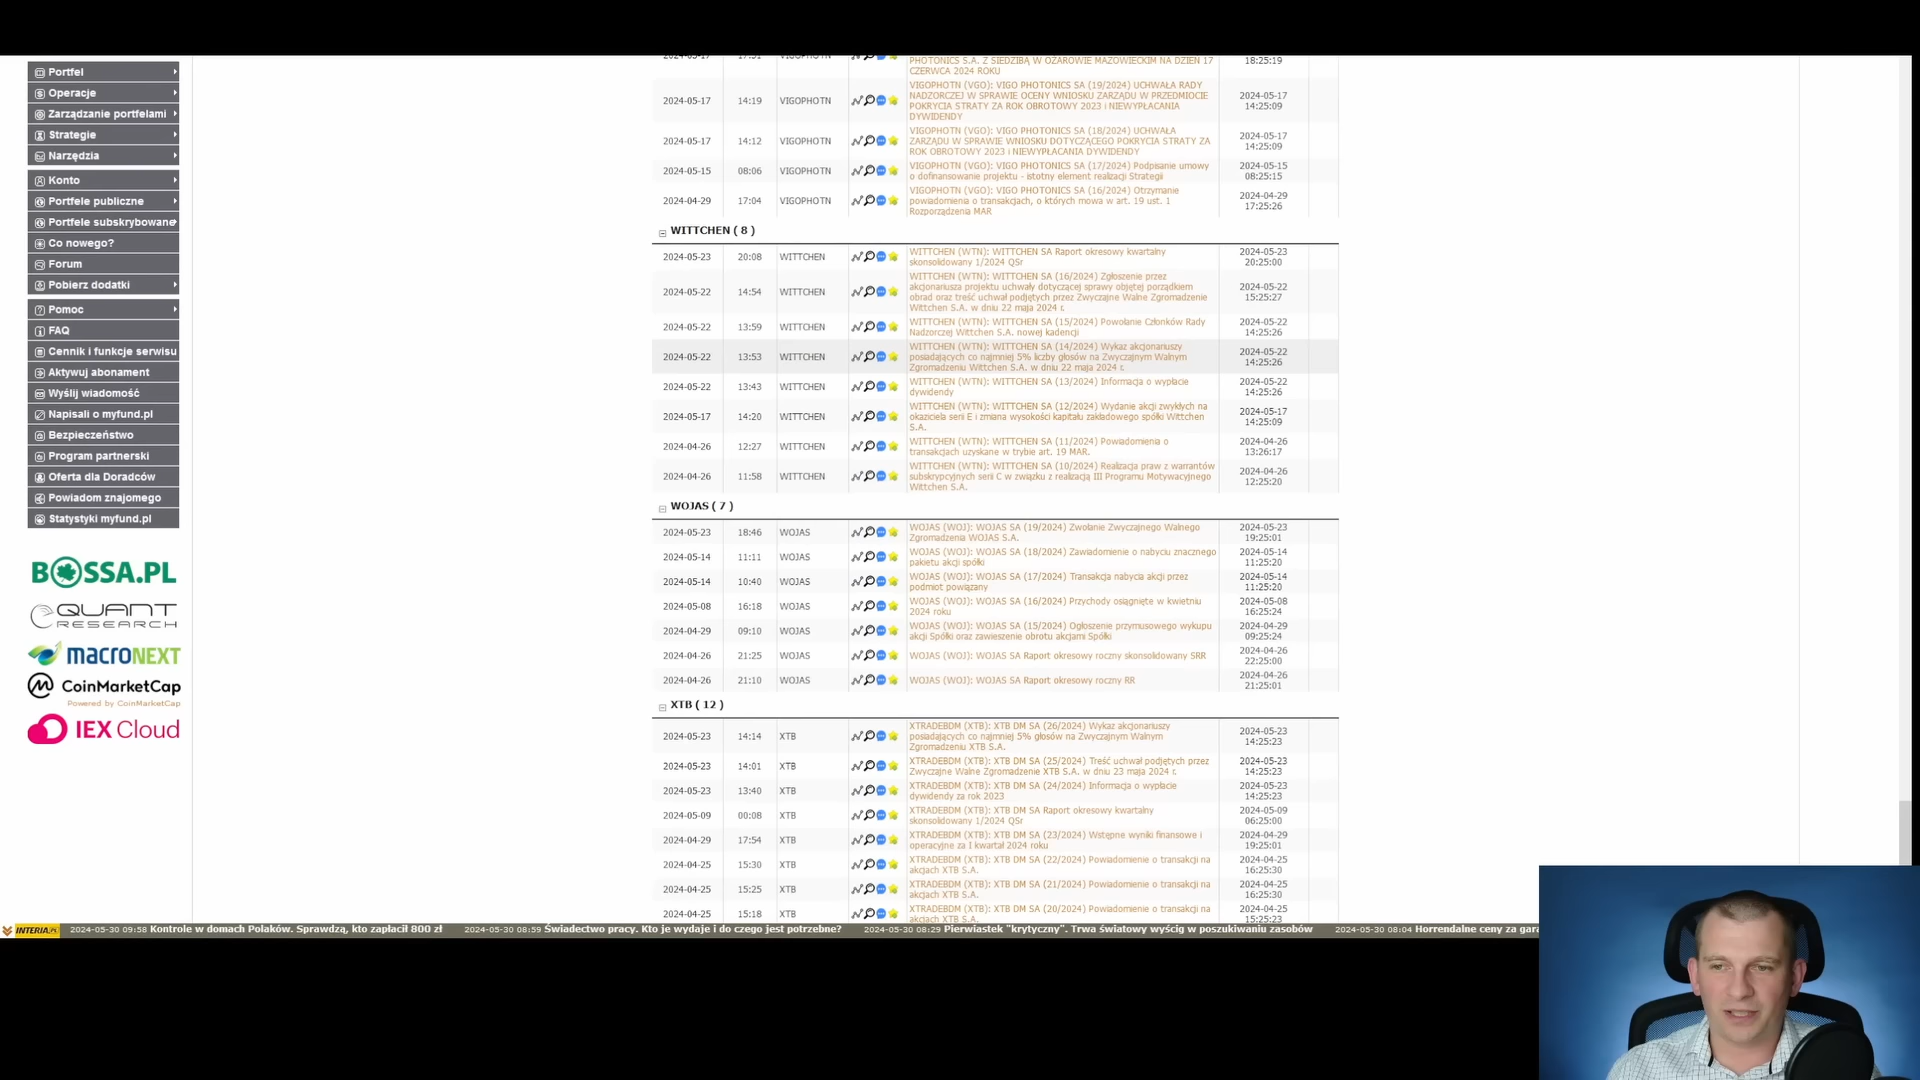 Portfel
Operacje
Zarządzanie portfelami
Strategie
Narzędzia
Konto
Portfele publiczne
Portfele subskrybowane
Co nowego?
Forum
Pobierz dodatki
Pomoc
FAQ
Cennik i funkcje serwisu
Aktywuj abonament
Wyślij wiadomość
Napisali o myfund.pl
Bezpieczeństwo
Program partnerski
Oferta dla Doradców
Powiadom znajomego
Statystyki myfund.pl
BOSSA.PL
QUANT
RESEARCH
macroNEXT
CoinMarketCap
Powered by CoinMarketCap
IEX Cloud
PHOTONICS S.A. Z SIEDZIBĄ W OŻAROWIE MAZOWIECKIM NA DZIEŃ 17
CZERWCA 2024 ROKU
18:25:19
2024-05-17 14:19 VIGOPHOTN
VIGOPHOTN (VGO): VIGO PHOTONICS SA (19/2024) UCHWAŁA RADY
NADZORCZEJ W SPRAWIE OCENY WNIOSKU ZARZĄDU W PRZEDMIOCIE
POKRYCIA STRATY ZA ROK OBROTOWY 2023 i NIEWYPŁACANIA
DYWIDENDY
2024-05-17
14:25:09
2024-05-17 14:12 VIGOPHOTN
VIGOPHOTN (VGO): VIGO PHOTONICS SA (18/2024) UCHWAŁA
ZARZĄDU W SPRAWIE WNIOSKU DOTYCZĄCEGO POKRYCIA STRATY ZA
ROK OBROTOWY 2023 i NIEWYPŁACANIA DYWIDENDY
2024-05-17
14:25:09
2024-05-15 08:06 VIGOPHOTN
VIGOPHOTN (VGO): VIGO PHOTONICS SA (17/2024) Podpisanie umowy
o dofinansowanie projektu - istotny element realizacji Strategii
2024-05-15
08:25:15
2024-04-29 17:04 VIGOPHOTN
VIGOPHOTN (VGO): VIGO PHOTONICS SA (16/2024) Otrzymanie
powiadomienia o transakcjach, o których mowa w art. 19 ust. 1
Rozporządzenia MAR
2024-04-29
17:25:26
WITTCHEN ( 8 )
2024-05-23 20:08 WITTCHEN
WITTCHEN (WTN): WITTCHEN SA Raport okresowy kwartalny
skonsolidowany 1/2024 QSr
2024-05-23
20:25:00
2024-05-22 14:54 WITTCHEN
WITTCHEN (WTN): WITTCHEN SA (16/2024) Zgłoszenie przez
akcjonariusza projektu uchwały dotyczącej sprawy objętej porządkiem
obrad oraz treść uchwał podjętych przez Zwyczajne Walne Zgromadzenie
Wittchen S.A. w dniu 22 maja 2024 r.
2024-05-22
15:25:27
2024-05-22 13:59 WITTCHEN
WITTCHEN (WTN): WITTCHEN SA (15/2024) Powołanie Członków Rady
Nadzorczej Wittchen S.A. nowej kadencji
2024-05-22
14:25:26
2024-05-22 13:53 WITTCHEN
WITTCHEN (WTN): WITTCHEN SA (14/2024) Wykaz akcjonariuszy
posiadających co najmniej 5% liczby głosów na Zwyczajnym Walnym
Zgromadzeniu Wittchen S.A. w dniu 22 maja 2024 r.
2024-05-22
14:25:26
2024-05-22 13:43 WITTCHEN
WITTCHEN (WTN): WITTCHEN SA (13/2024) Informacja o wypłacie
dywidendy
2024-05-22
14:25:26
2024-05-17 14:20 WITTCHEN
WITTCHEN (WTN): WITTCHEN SA (12/2024) Wydanie akcji zwykłych na
okaziciela serii E i zmiana wysokości kapitału zakładowego spółki Wittchen
S.A.
2024-05-17
14:25:09
2024-04-26 12:27 WITTCHEN
WITTCHEN (WTN): WITTCHEN SA (11/2024) Powiadomienia o
transakcjach uzyskane w trybie art. 19 MAR.
2024-04-26
13:26:17
2024-04-26 11:58 WITTCHEN
WITTCHEN (WTN): WITTCHEN SA (10/2024) Realizacja praw z warrantów
subskrypcyjnych serii C w związku z realizacją III Programu Motywacyjnego
Wittchen S.A.
2024-04-26
12:25:20
WOJAS ( 7 )
2024-05-23 18:46 WOJAS
WOJAS (WOJ): WOJAS SA (19/2024) Zwołanie Zwyczajnego Walnego
Zgromadzenia WOJAS S.A.
2024-05-23
19:25:01
2024-05-14 11:11 WOJAS
WOJAS (WOJ): WOJAS SA (18/2024) Zawiadomienie o nabyciu znacznego
pakietu akcji spółki
2024-05-14
11:25:20
2024-05-14 10:40 WOJAS
WOJAS (WOJ): WOJAS SA (17/2024) Transakcja nabycia akcji przez
podmiot powiązany
2024-05-14
11:25:20
2024-05-08 16:18 WOJAS
WOJAS (WOJ): WOJAS SA (16/2024) Przychody osiągnięte w kwietniu
2024 roku
2024-05-08
16:25:24
2024-04-29 09:10 WOJAS
WOJAS (WOJ): WOJAS SA (15/2024) Ogłoszenie przymusowego wykupu
akcji Spółki oraz zawieszenie obrotu akcjami Spółki
2024-04-29
09:25:24
2024-04-26 21:25 WOJAS
WOJAS (WOJ): WOJAS SA Raport okresowy roczny skonsolidowany SRR
2024-04-26
22:25:00
2024-04-26 21:10 WOJAS
WOJAS (WOJ): WOJAS SA Raport okresowy roczny RR
2024-04-26
21:25:01
XTB ( 12 )
2024-05-23 14:14 XTB
XTRADEBDM (XTB): XTB DM SA (26/2024) Wykaz akcjonariuszy
posiadających co najmniej 5% głosów na Zwyczajnym Walnym
Zgromadzeniu XTB S.A.
2024-05-23
14:25:23
2024-05-23 14:01 XTB
XTRADEBDM (XTB): XTB DM SA (25/2024) Treść uchwał podjętych przez
Zwyczajne Walne Zgromadzenie XTB S.A. w dniu 23 maja 2024 r.
2024-05-23
14:25:23
2024-05-23 13:40 XTB
XTRADEBDM (XTB): XTB DM SA (24/2024) Informacja o wypłacie
dywidendy za rok 2023
2024-05-23
14:25:23
2024-05-09 00:08 XTB
XTRADEBDM (XTB): XTB DM SA Raport okresowy kwartalny
skonsolidowany 1/2024 QSr
2024-05-09
06:25:00
2024-04-29 17:54 XTB
XTRADEBDM (XTB): XTB DM SA (23/2024) Wstępne wyniki finansowe i
operacyjne za I kwartał 2024 roku
2024-04-29
19:25:01
2024-04-25 15:30 XTB
XTRADEBDM (XTB): XTB DM SA (22/2024) Powiadomienie o transakcji na
akcjach XTB S.A.
2024-04-25
16:25:30
2024-04-25 15:25 XTB
XTRADEBDM (XTB): XTB DM SA (21/2024) Powiadomienie o transakcji na
akcjach XTB S.A.
2024-04-25
16:25:30
2024-04-25 15:18 XTB
XTRADEBDM (XTB): XTB DM SA (20/2024) Powiadomienie o transakcji na
akcjach XTB S.A.
2024-04-25
15:25:23
INTERIA.PL 2024-05-30 09:58 Kontrole w domach Polaków. Sprawdzą, kto zapłacił 800 zł 2024-05-30 08:59 Świadectwo pracy. Kto je wydaje i do czego jest potrzebne? 2024-05-30 08:29 Pierwiastek "krytyczny". Trwa światowy wyścig w poszukiwaniu zasobów 2024-05-30 08:04 Horrendalne ceny za